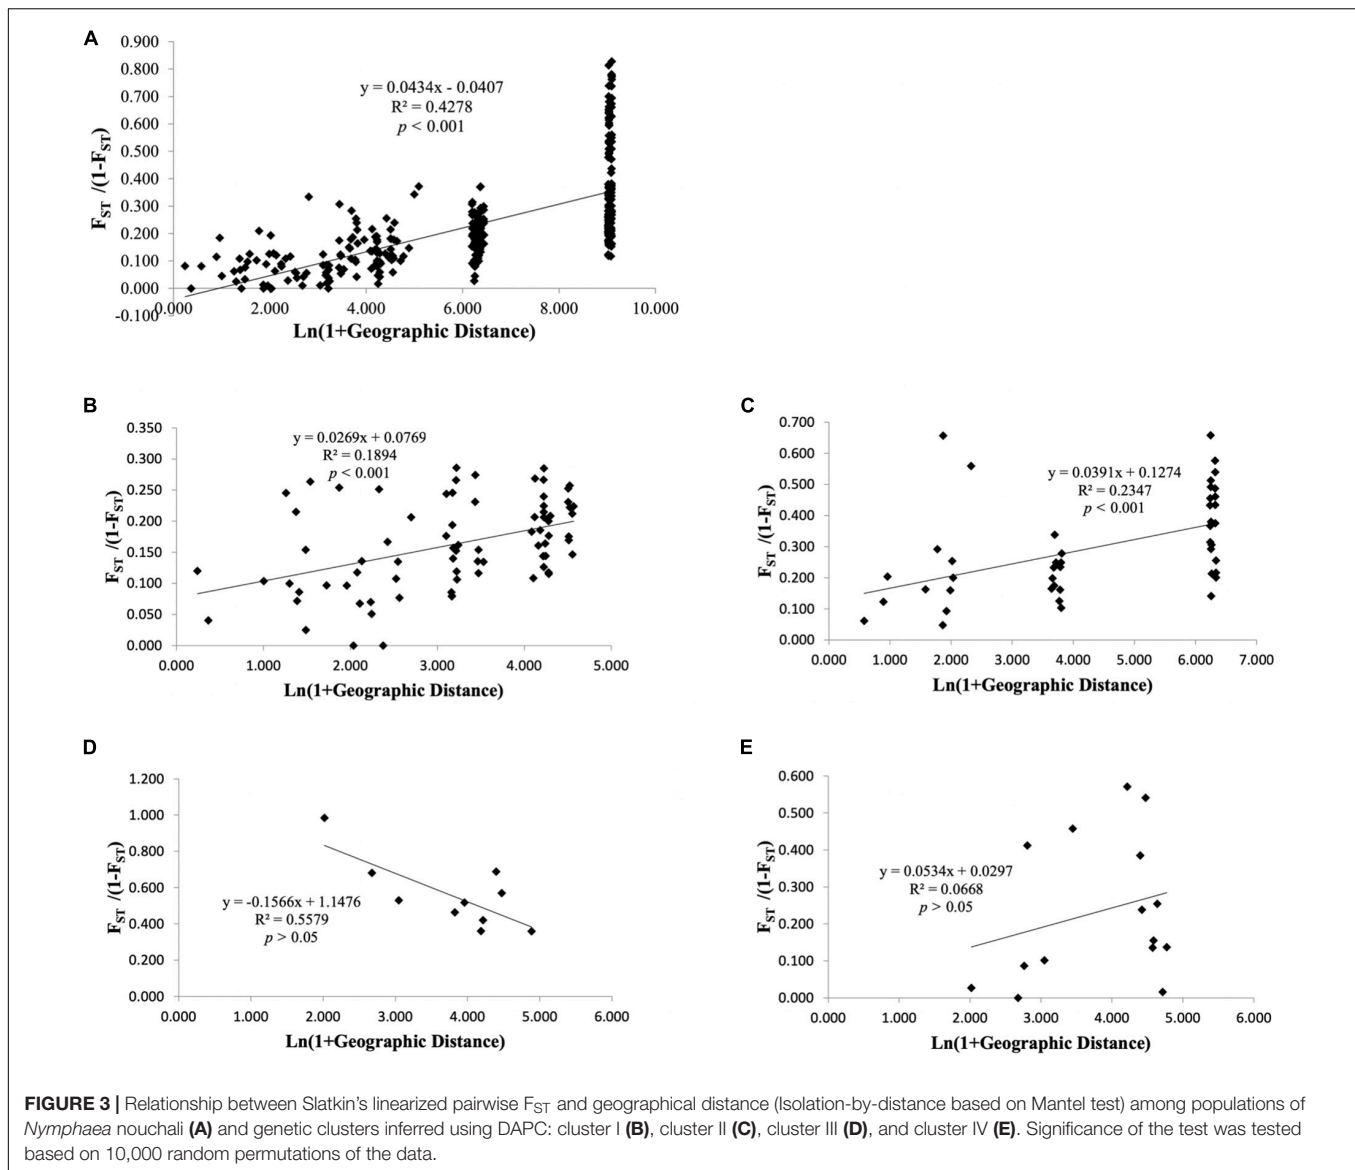 A
0.900
0.800
0.700
0.600
0.500
0.400
0.300
0.200
0.100
0.000
-0.100
F_ST /(1-F_ST)
y = 0.0434x - 0.0407
R² = 0.4278
p < 0.001
0.000 2.000 4.000 6.000 8.000 10.000
Ln(1+Geographic Distance)
B
0.350
0.300
0.250
0.200
0.150
0.100
0.050
0.000
F_ST /(1-F_ST)
y = 0.0269x + 0.0769
R² = 0.1894
p < 0.001
0.000 1.000 2.000 3.000 4.000 5.000
Ln(1+Geographic Distance)
C
0.700
0.600
0.500
0.400
0.300
0.200
0.100
0.000
F_ST /(1-F_ST)
y = 0.0391x + 0.1274
R² = 0.2347
p < 0.001
0.000 1.000 2.000 3.000 4.000 5.000 6.000 7.000
Ln(1+Geographic Distance)
D
1.200
1.000
0.800
0.600
0.400
0.200
0.000
F_ST /(1-F_ST)
y = -0.1566x + 1.1476
R² = 0.5579
p > 0.05
0.000 1.000 2.000 3.000 4.000 5.000 6.000
Ln(1+Geographic Distance)
E
0.600
0.500
0.400
0.300
0.200
0.100
0.000
F_ST /(1-F_ST)
y = 0.0534x + 0.0297
R² = 0.0668
p > 0.05
0.000 1.000 2.000 3.000 4.000 5.000 6.000
Ln(1+Geographic Distance)
FIGURE 3 | Relationship between Slatkin's linearized pairwise F_ST and geographical distance (Isolation-by-distance based on Mantel test) among populations of
Nymphaea nouchali (A) and genetic clusters inferred using DAPC: cluster I (B), cluster II (C), cluster III (D), and cluster IV (E). Significance of the test was tested
based on 10,000 random permutations of the data.